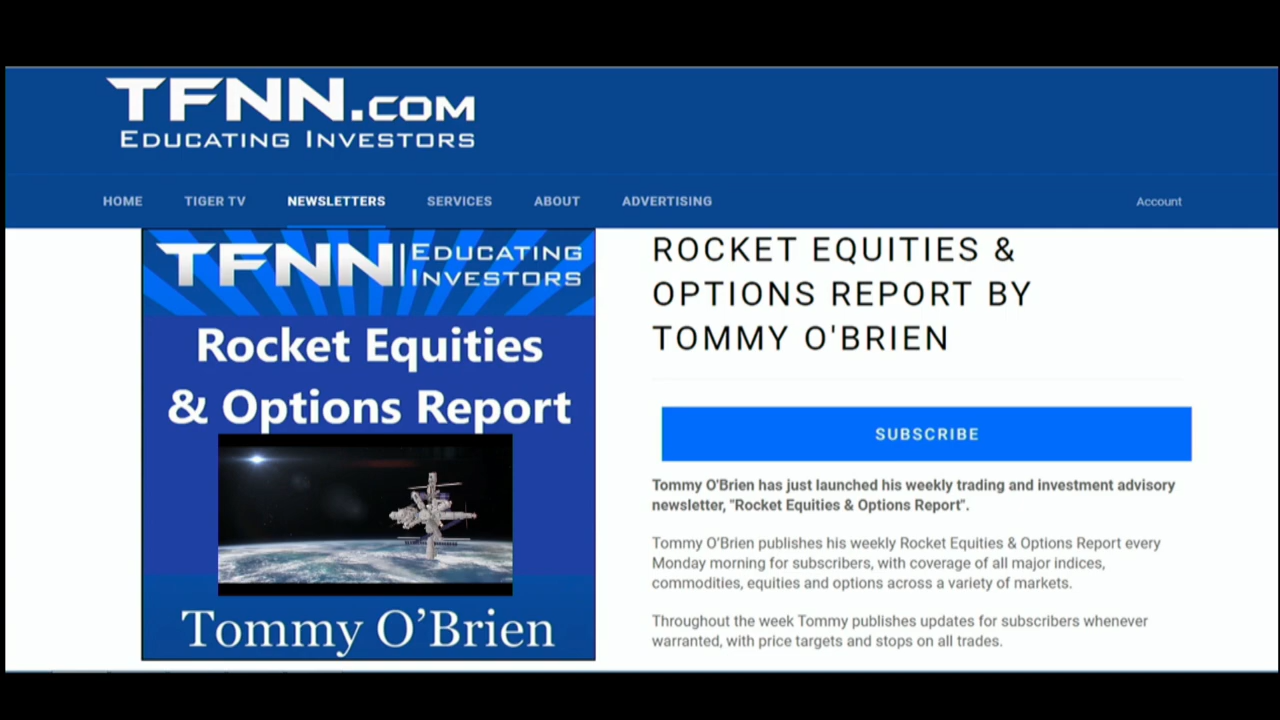 TFNN.COM
EDUCATING INVESTORS
HOME TIGER TV NEWSLETTERS SERVICES ABOUT ADVERTISING Account
TFNN | EDUCATING
INVESTORS
Rocket Equities
& Options Report
Tommy O’Brien
ROCKET EQUITIES &
OPTIONS REPORT BY
TOMMY O'BRIEN
SUBSCRIBE
Tommy O'Brien has just launched his weekly trading and investment advisory
newsletter, "Rocket Equities & Options Report".
Tommy O’Brien publishes his weekly Rocket Equities & Options Report every
Monday morning for subscribers, with coverage of all major indices,
commodities, equities and options across a variety of markets.
Throughout the week Tommy publishes updates for subscribers whenever
warranted, with price targets and stops on all trades.